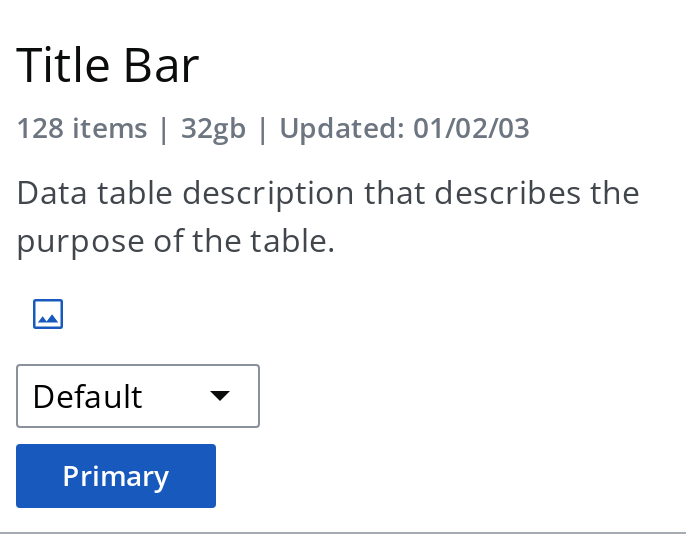 Title Bar
128 items | 32gb | Updated: 01/02/03
Data table description that describes the
purpose of the table.
Default
Primary